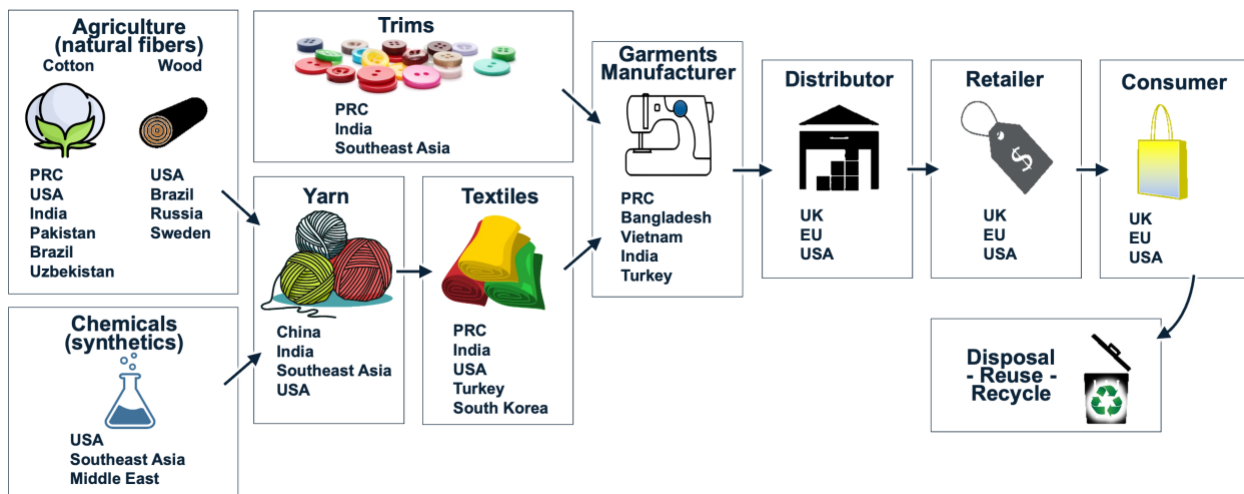 Agriculture
(natural fibers)
Cotton
Wood
PRC
USA
India
Pakistan
Brazil
Uzbekistan
USA
Brazil
Russia
Sweden
Chemicals
(synthetics)
USA
Southeast Asia
Middle East
Trims
PRC
India
Southeast Asia
Yarn
China
India
Southeast Asia
USA
Textiles
PRC
India
USA
Turkey
South Korea
Garments
Manufacturer
PRC
Bangladesh
Vietnam
India
Turkey
Distributor
UK
EU
USA
Retailer
$
UK
EU
USA
Consumer
UK
EU
USA
Disposal
- Reuse -
Recycle